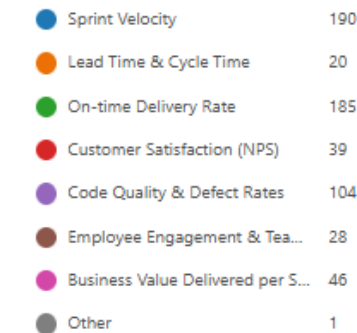 Sprint Velocity 190
Lead Time & Cycle Time 20
On-time Delivery Rate 185
Customer Satisfaction (NPS) 39
Code Quality & Defect Rates 104
Employee Engagement & Tea... 28
Business Value Delivered per S... 46
Other 1